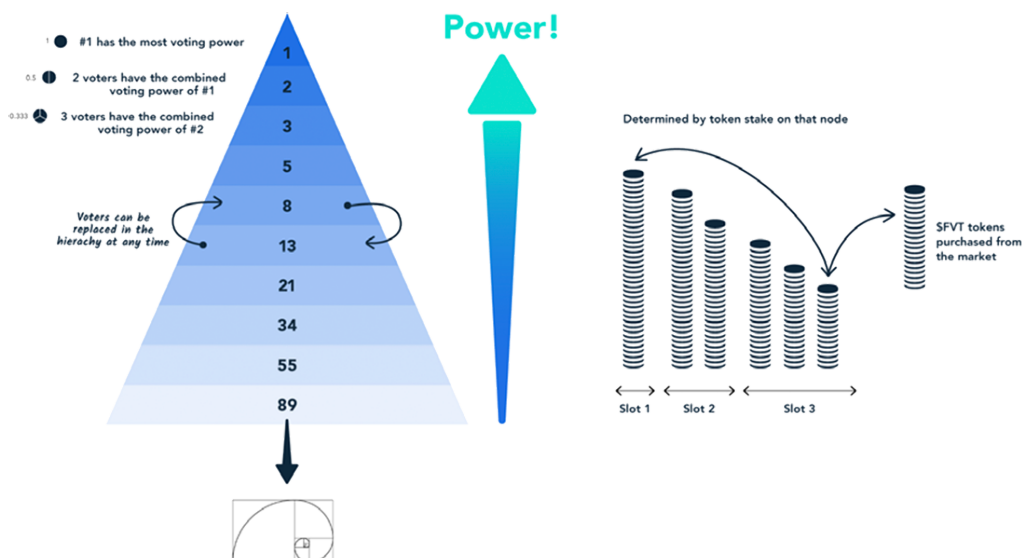 Power!
1
#1 has the most voting power
0.5
2 voters have the combined
voting power of #1
0.333
3 voters have the combined
voting power of #2
1
2
3
5
8
13
21
34
55
89
Voters can be
replaced in the
hierachy at any time
Determined by token stake on that node
$FVT tokens
purchased from
the market
Slot 1
Slot 2
Slot 3